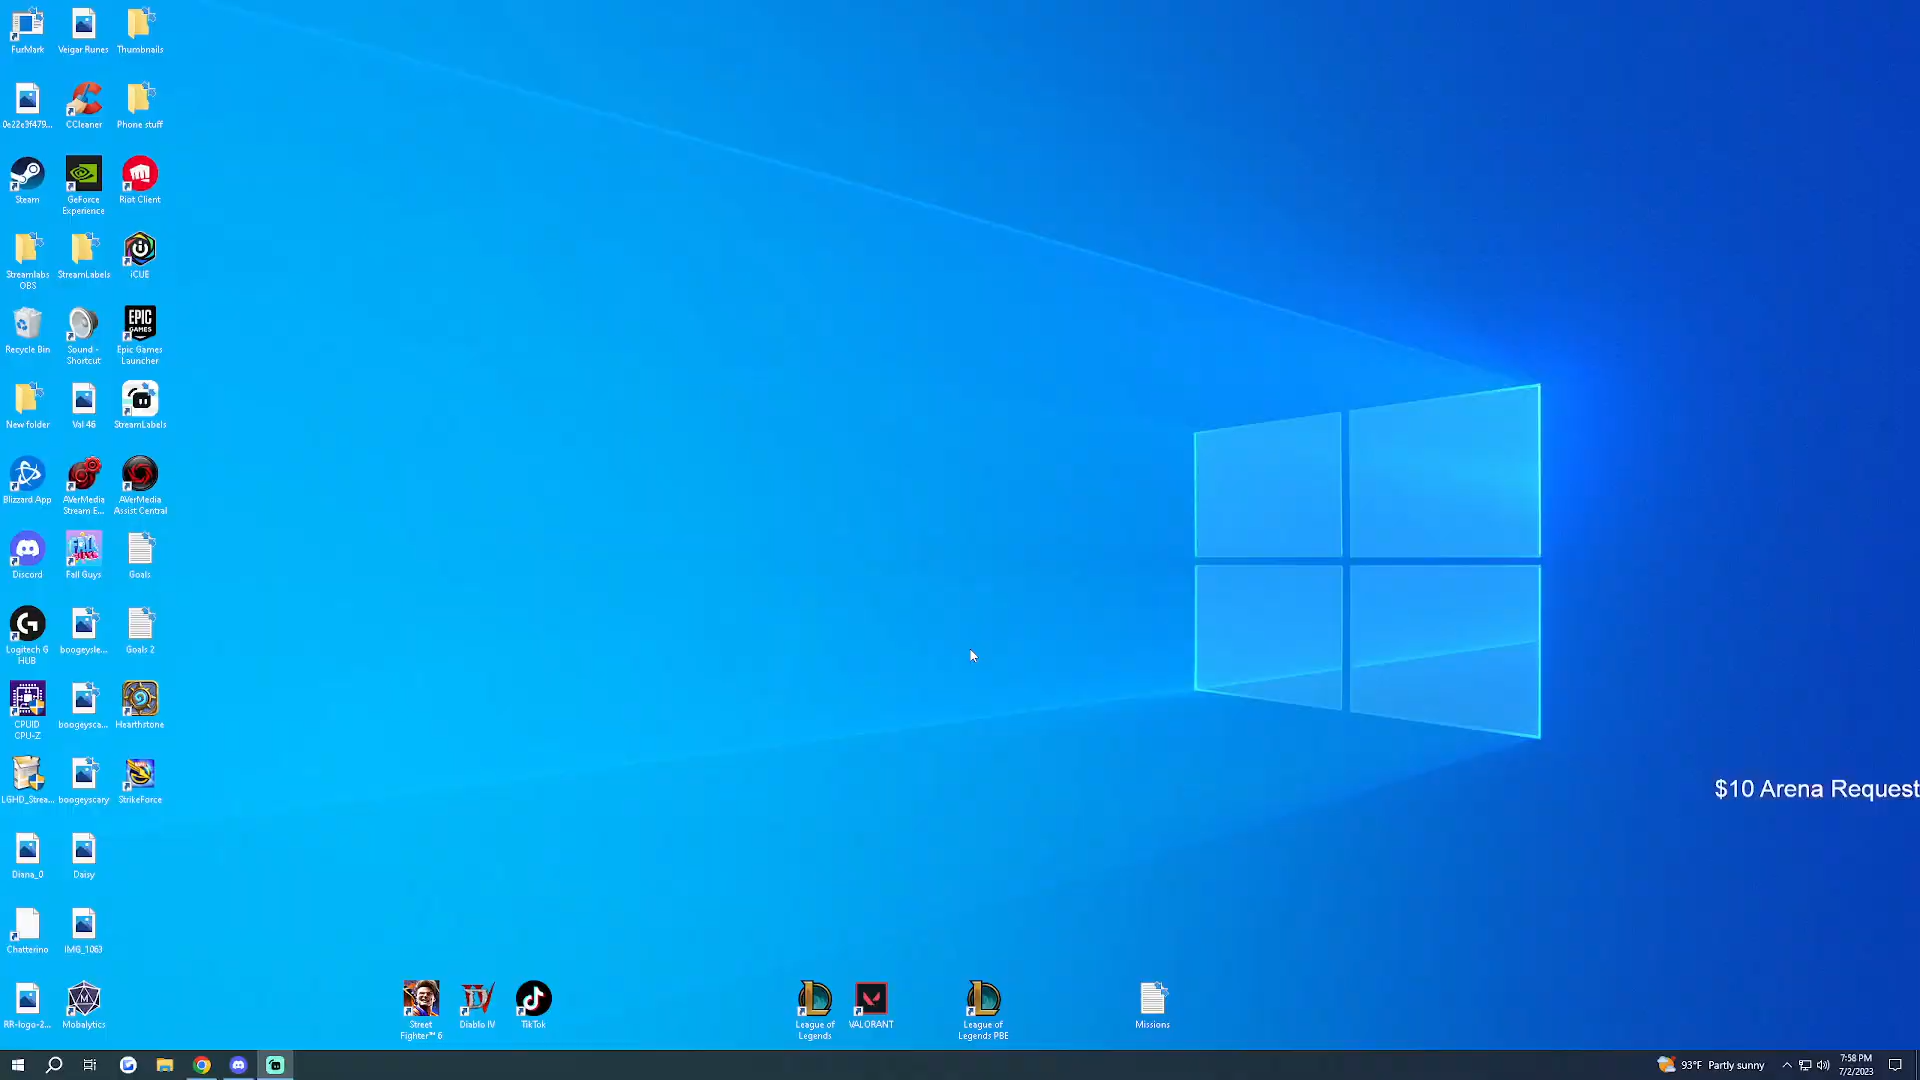 FurMark
Veigar Runes
Thumbnails
0e22e3f479...
CCleaner
Phone stuff
Steam
GeForce
Experience
Riot Client
Streamlabs
OBS
StreamLabels
iCUE
Recycle Bin
Sound -
Shortcut
EPIC
GAMES
Epic Games
Launcher
New folder
Val 46
StreamLabels
Blizzard App
AVerMedia
Stream E...
AVerMedia
Assist Central
Discord
Fall Guys
Goals
Logitech G
HUB
boogeysle...
Goals 2
CPUID
CPU-Z
boogeysca...
Hearthstone
LGHD_Strea...
boogeyscary
StrikeForce
Diana_0
Daisy
Chatterino
IMG_1063
RR-logo-2...
Mobalytics
Street
Fighter™ 6
Diablo IV
TikTok
League of
Legends
VALORANT
League of
Legends PBE
Missions
$10 Arena Request
93°F Partly sunny
7:58 PM
7/2/2023